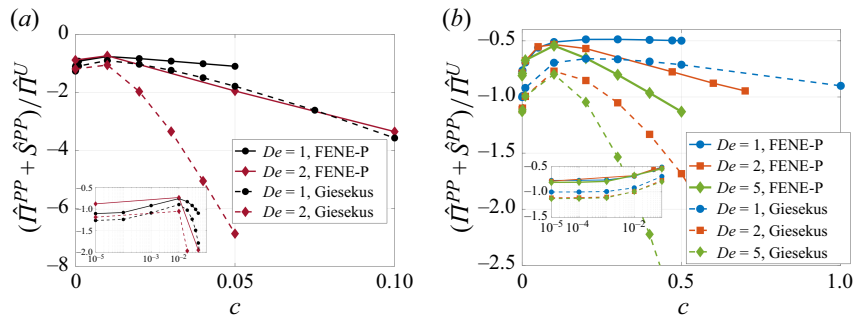 (a)
(Π̂^PP + Ŝ^PP)/Π̂^U
0
−2
−4
−6
−8
0
0.05
0.10
c
De = 1, FENE-P
De = 2, FENE-P
De = 1, Giesekus
De = 2, Giesekus
−0.5
−1.0
−1.5
−2.0
10^−5
10^−3
10^−2
(b)
(Π̂^PP + Ŝ^PP)/Π̂^U
−0.5
−1.0
−1.5
−2.0
−2.5
0
0.5
1.0
c
De = 1, FENE-P
De = 2, FENE-P
De = 5, FENE-P
De = 1, Giesekus
De = 2, Giesekus
De = 5, Giesekus
−0.5
−1.0
−1.5
10^−5
10^−4
10^−3
10^−2
10^−1